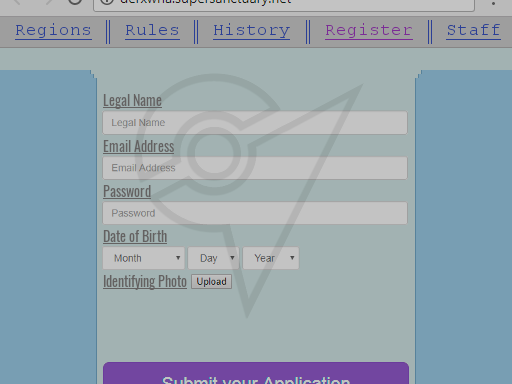 derxwna.supersanctuary.net
Regions Rules History Register Staff
Legal Name
Legal Name
Email Address
Email Address
Password
Password
Date of Birth
Month Day Year
Identifying Photo Upload
Submit your Application